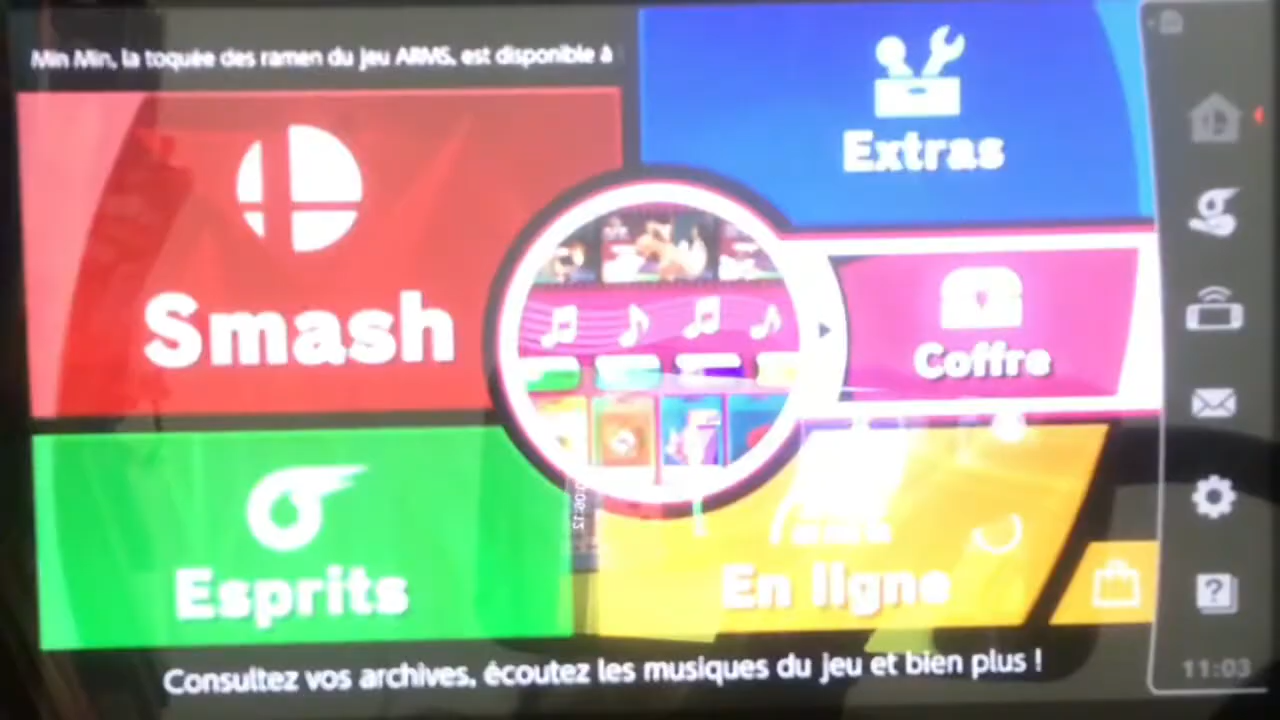 Min Min, la toquée des ramen du jeu ARMS, est disponible à
Extras
Smash
Coffre
Esprits
En ligne
Consultez vos archives, écoutez les musiques du jeu et bien plus !
11:03